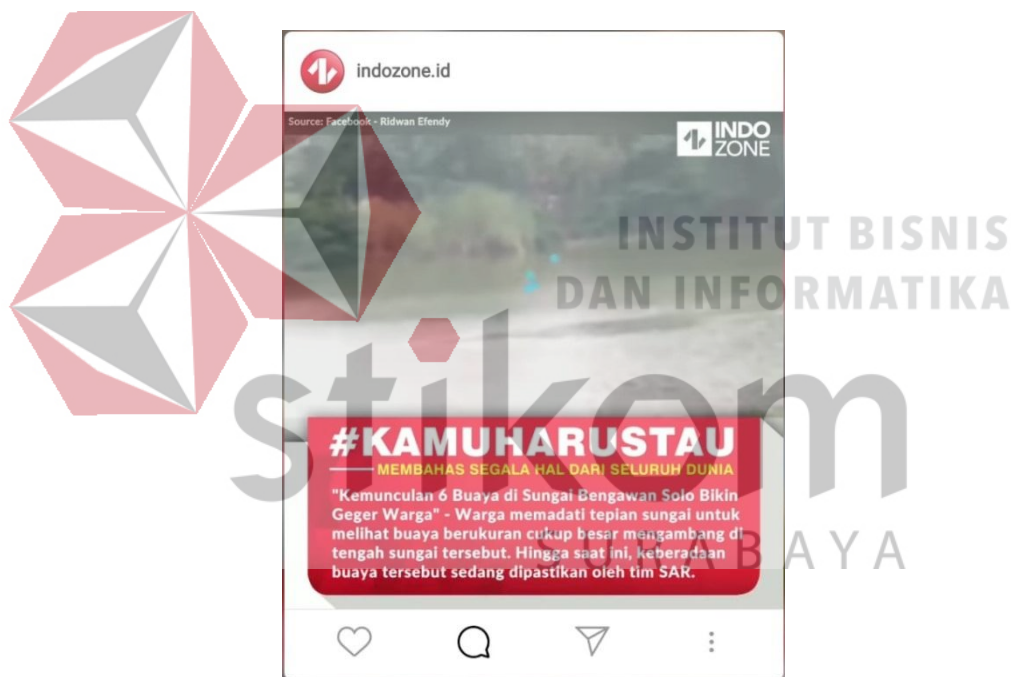 indozone.id
Source: Facebook - Ridwan Efendy
INDO
ZONE
INSTITUT BISNIS
DAN INFORMATIKA
stikom
SURABAYA
#KAMUHARUSTAU
MEMBAHAS SEGALA HAL DARI SELURUH DUNIA
"Kemunculan 6 Buaya di Sungai Bengawan Solo Bikin
Geger Warga" - Warga memadati tepian sungai untuk
melihat buaya berukuran cukup besar mengambang di
tengah sungai tersebut. Hingga saat ini, keberadaan
buaya tersebut sedang dipastikan oleh tim SAR.